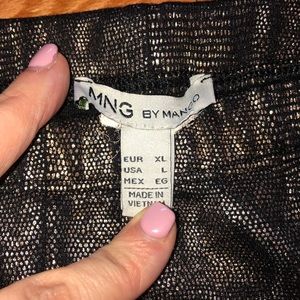 MNG BY MANGO
EUR XL
USA L
MEX EG
MADE IN
VIETNAM